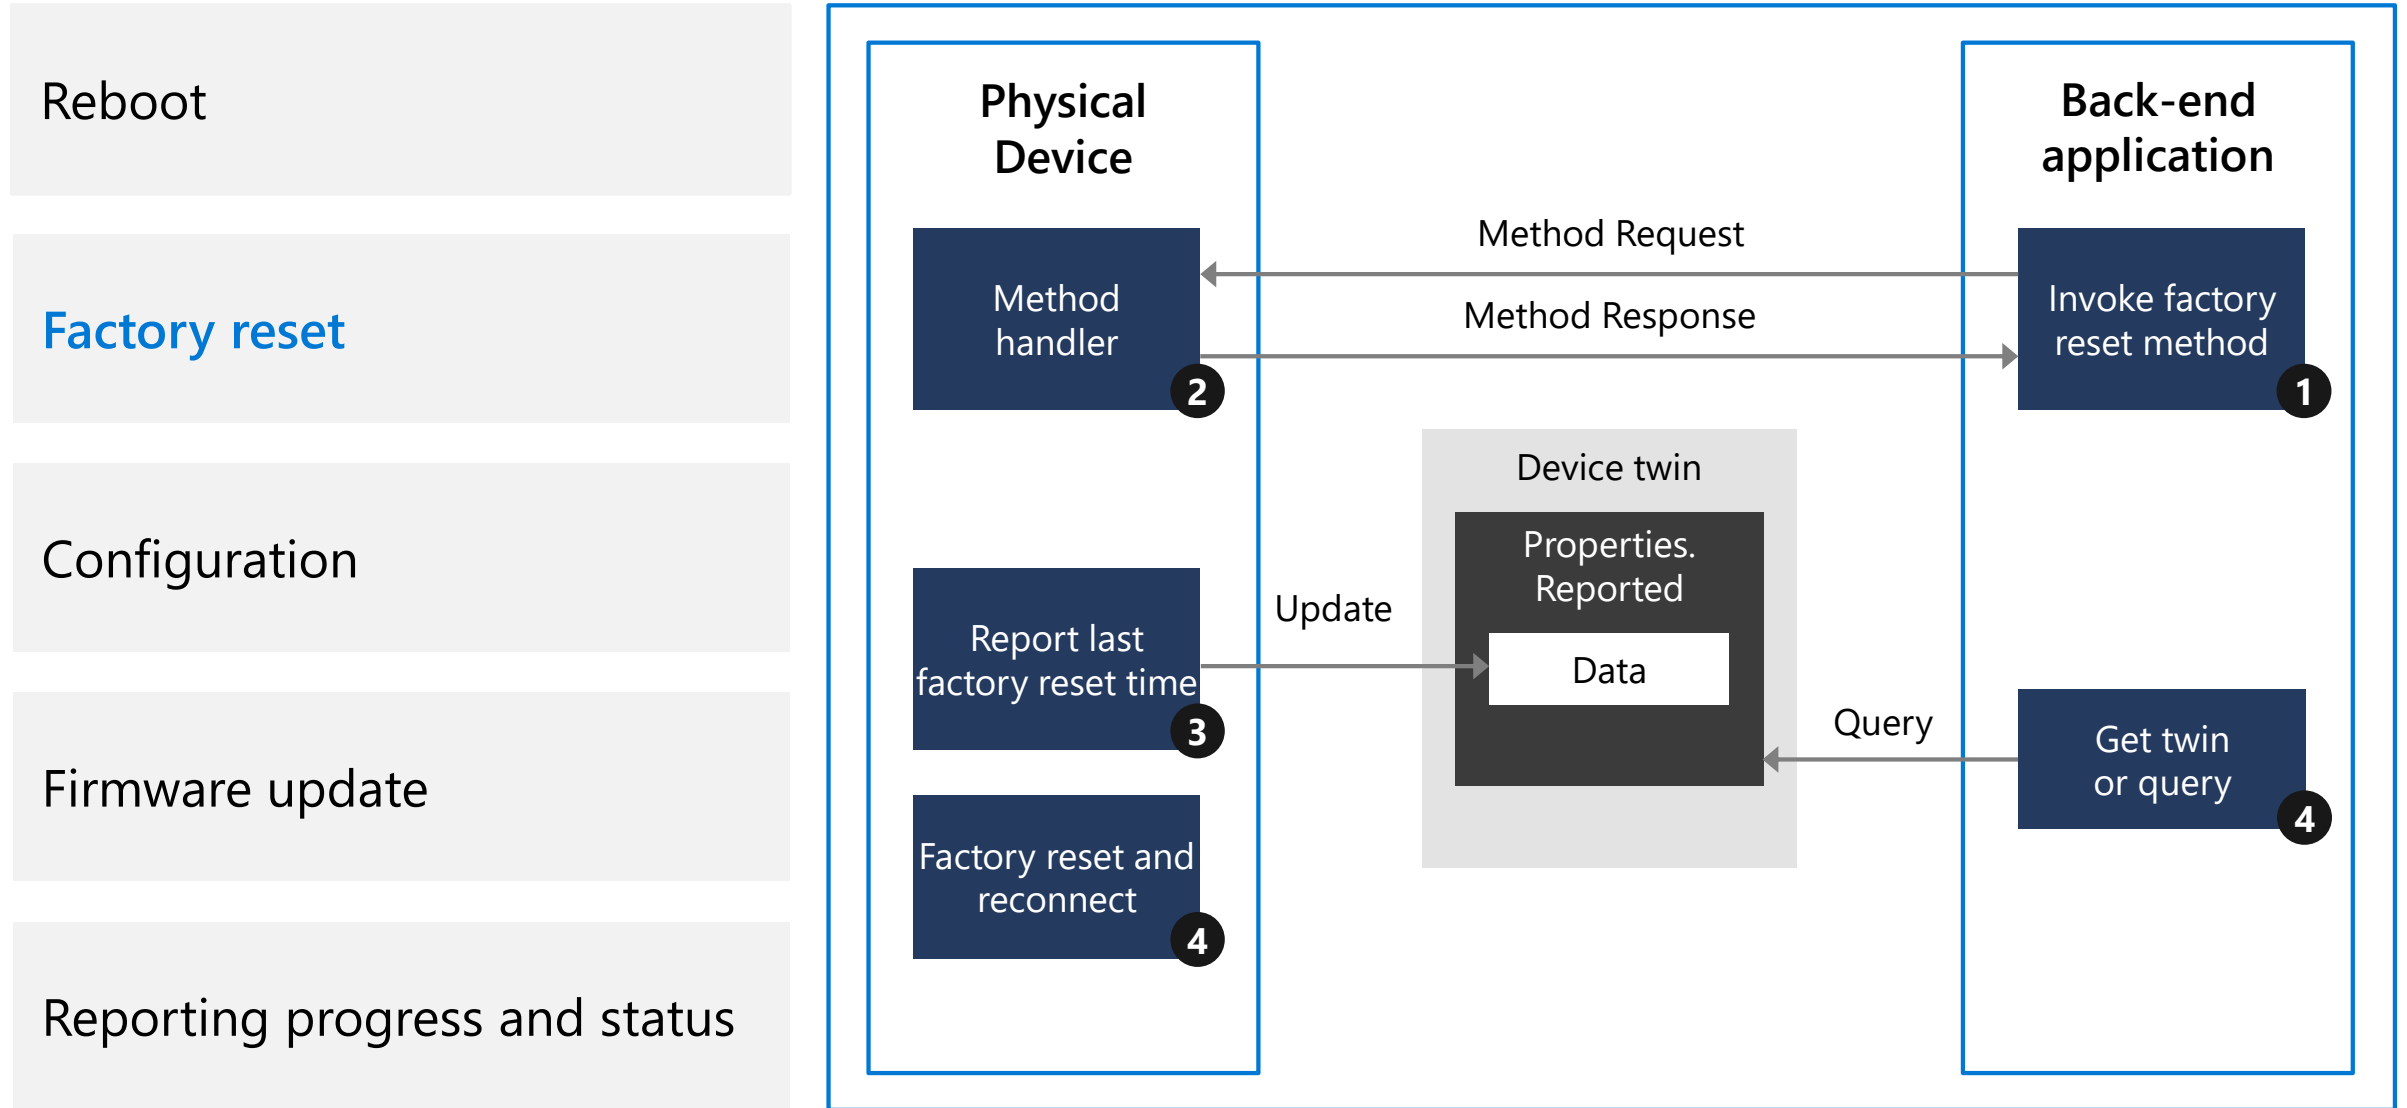 Reboot
Factory reset
Configuration
Firmware update
Reporting progress and status
Physical
Device
Method
handler
2
Report last
factory reset time
3
Factory reset and
reconnect
4
Method Request
Method Response
Update
Device twin
Properties.
Reported
Data
Query
Back-end
application
Invoke factory
reset method
1
Get twin
or query
4